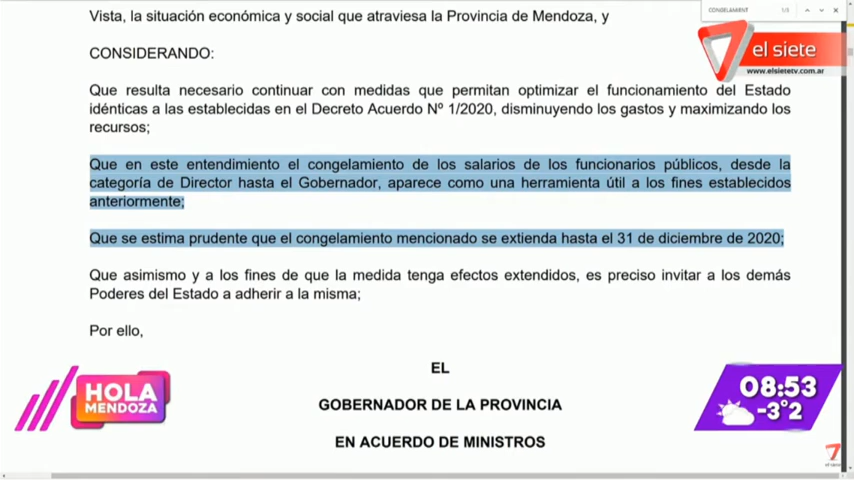 Vista, la situación económica y social que atraviesa la Provincia de Mendoza, y
CONGELAMENT
1/3
el siete
www.elsietetv.com.ar
CONSIDERANDO:
Que resulta necesario continuar con medidas que permitan optimizar el funcionamiento del Estado
idénticas a las establecidas en el Decreto Acuerdo Nº 1/2020, disminuyendo los gastos y maximizando los
recursos;
Que en este entendimiento el congelamiento de los salarios de los funcionarios públicos, desde la
categoría de Director hasta el Gobernador, aparece como una herramienta útil a los fines establecidos
anteriormente;
Que se estima prudente que el congelamiento mencionado se extienda hasta el 31 de diciembre de 2020;
Que asimismo y a los fines de que la medida tenga efectos extendidos, es preciso invitar a los demás
Poderes del Estado a adherir a la misma;
Por ello,
EL
GOBERNADOR DE LA PROVINCIA
EN ACUERDO DE MINISTROS
HOLA
MENDOZA
08:53
-3°2